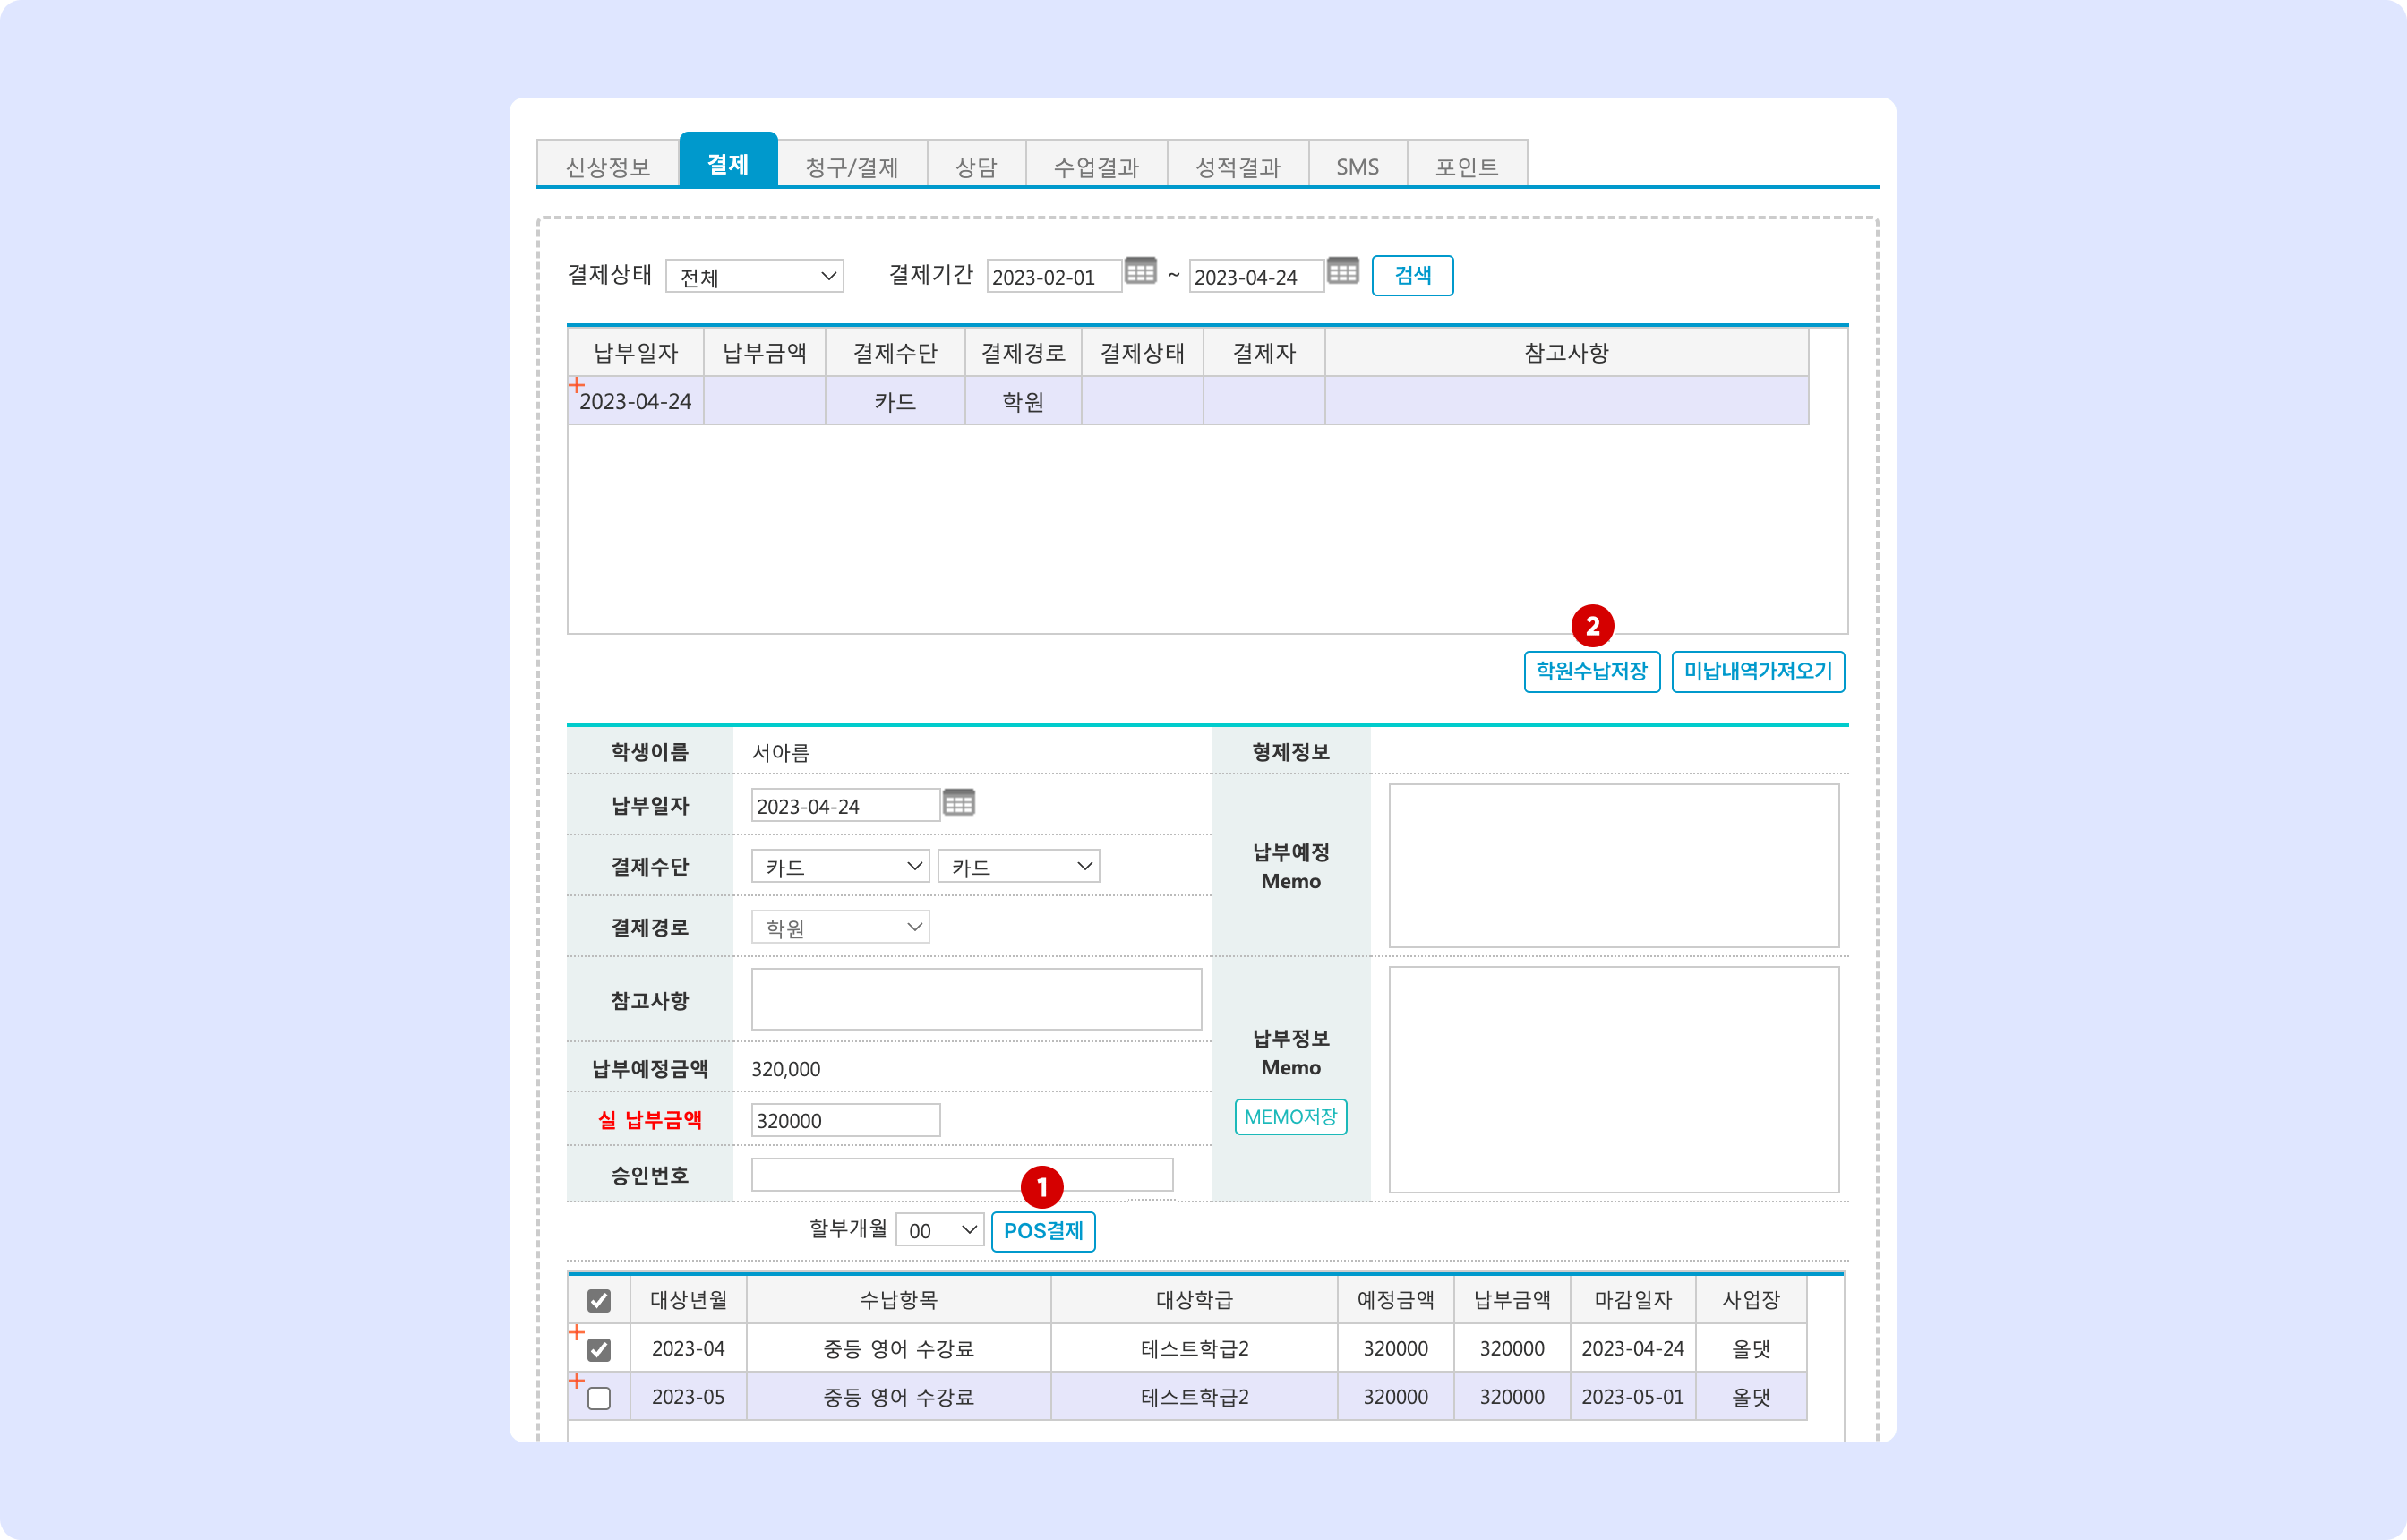 신상정보 결제 청구/결제 상담 수업결과 성적결과 SMS 포인트
결제상태 전체 결제기간 2023-02-01 ~ 2023-04-24 검색
납부일자 납부금액 결제수단 결제경로 결제상태 결제자 참고사항
2023-04-24 카드 학원
2
학원수납저장 미납내역가져오기
학생이름 서아름 형제정보
납부일자 2023-04-24
납부예정
Memo
결제수단 카드 카드
결제경로 학원
참고사항
납부정보
Memo
납부예정금액 320,000
실 납부금액 320000 MEMO저장
승인번호
1
할부개월 00 POS결제
대상년월 수납항목 대상학급 예정금액 납부금액 마감일자 사업장
2023-04 중등 영어 수강료 테스트학급2 320000 320000 2023-04-24 올댓
2023-05 중등 영어 수강료 테스트학급2 320000 320000 2023-05-01 올댓